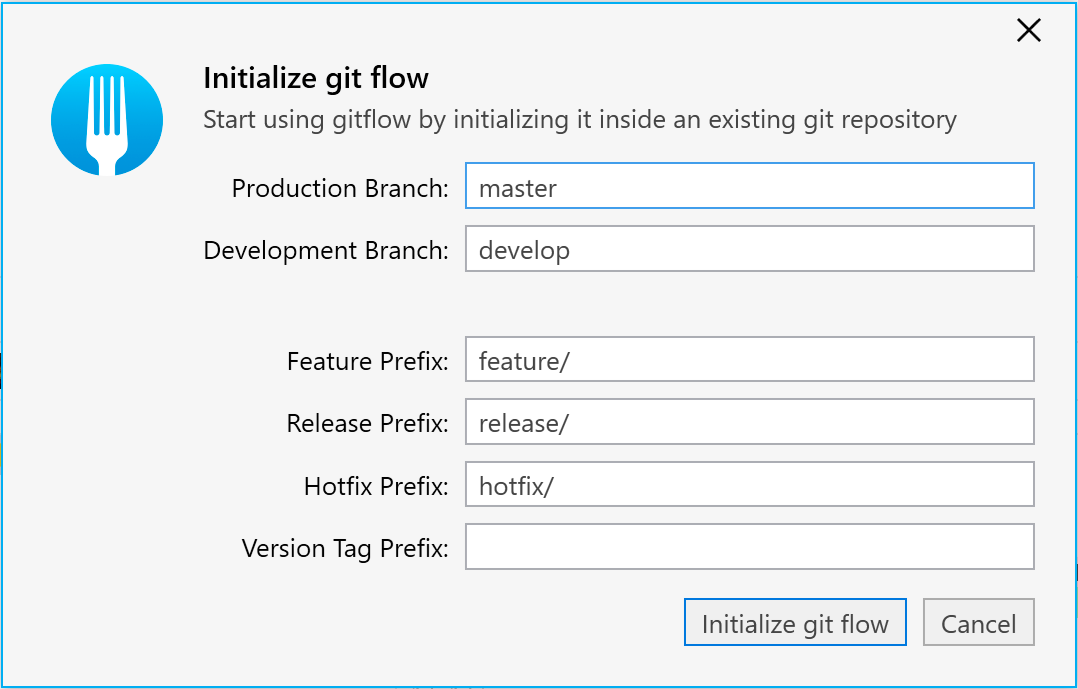 Initialize git flow
Start using gitflow by initializing it inside an existing git repository
Production Branch: master
Development Branch: develop
Feature Prefix: feature/
Release Prefix: release/
Hotfix Prefix: hotfix/
Version Tag Prefix:
Initialize git flow Cancel